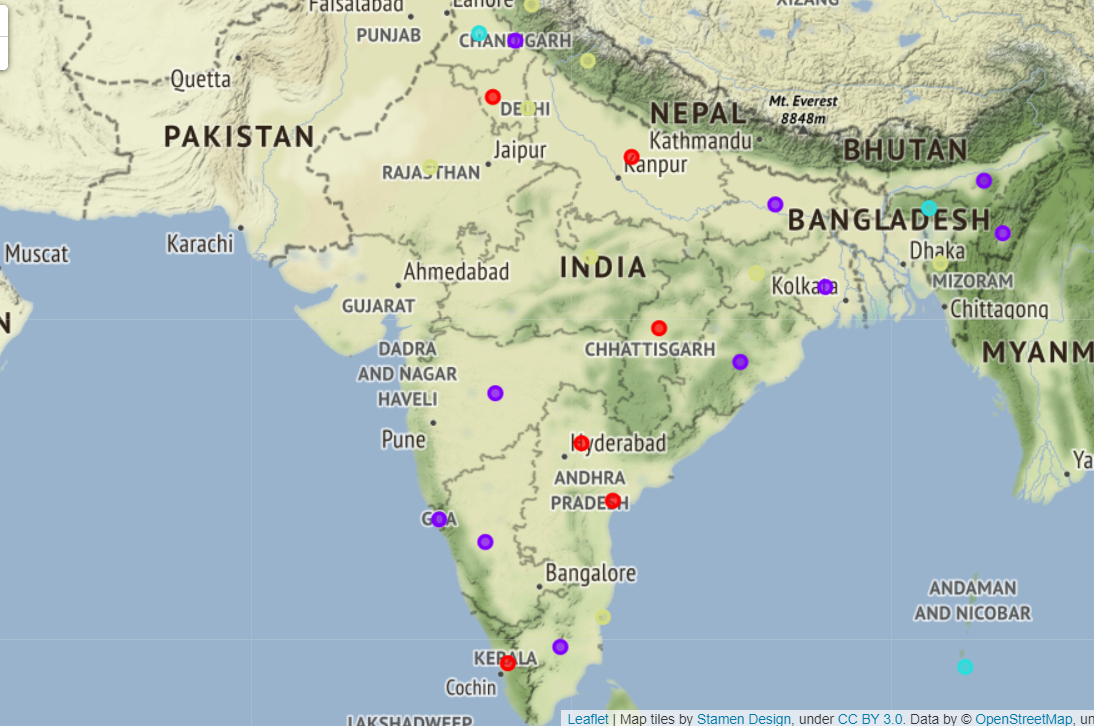 Faisalabad
Lahore
XIZANG
PUNJAB
CHANDIGARH
Quetta
DELHI
NEPAL
Mt. Everest
8848m
PAKISTAN
Kathmandu
BHUTAN
Jaipur
Kanpur
RAJASTHAN
BANGLADESH
Karachi
Muscat
Dhaka
INDIA
Ahmedabad
MIZORAM
Kolkata
GUJARAT
Chittagong
N
DADRA
AND NAGAR
HAVELI
CHHATTISGARH
MYANM
Pune
Hyderabad
Ya
ANDHRA
PRADESH
GOA
Bangalore
ANDAMAN
AND NICOBAR
KERALA
Cochin
LAKSHADWEEP
Leaflet | Map tiles by Stamen Design, under CC BY 3.0. Data by © OpenStreetMap, un